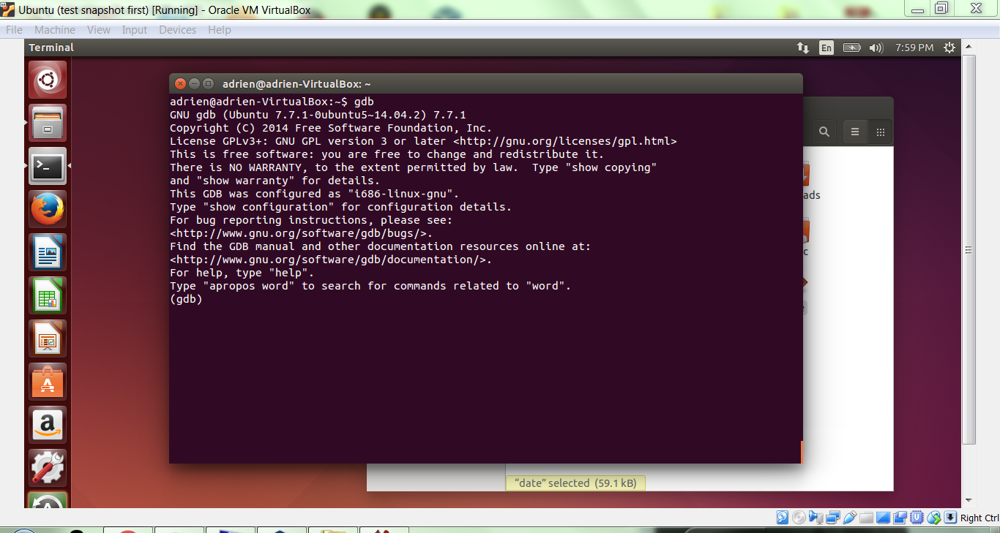 Ubuntu (test snapshot first) [Running] - Oracle VM VirtualBox
File Machine View Input Devices Help
Terminal
En
7:59 PM
adrien@adrien-VirtualBox: ~
adrien@adrien-VirtualBox:~$ gdb
GNU gdb (Ubuntu 7.7.1-0ubuntu5~14.04.2) 7.7.1
Copyright (C) 2014 Free Software Foundation, Inc.
License GPLv3+: GNU GPL version 3 or later <http://gnu.org/licenses/gpl.html>
This is free software: you are free to change and redistribute it.
There is NO WARRANTY, to the extent permitted by law.  Type "show copying"
and "show warranty" for details.
This GDB was configured as "i686-linux-gnu".
Type "show configuration" for configuration details.
For bug reporting instructions, please see:
<http://www.gnu.org/software/gdb/bugs/>.
Find the GDB manual and other documentation resources online at:
<http://www.gnu.org/software/gdb/documentation/>.
For help, type "help".
Type "apropos word" to search for commands related to "word".
(gdb)
ads
c
“date” selected (59.1 kB)
Right Ctrl